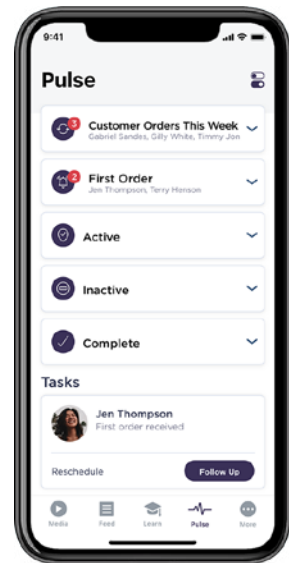 9:41
Pulse
3
Customer Orders This Week
Gabriel Sandes, Gilly White, Timmy Jon
2
First Order
Jen Thompson, Terry Henson
Active
Inactive
Complete
Tasks
Jen Thompson
First order received
Reschedule
Follow Up
Media Feed Learn Pulse More